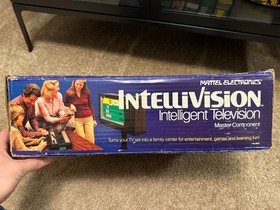 MATTEL ELECTRONICS®
INTELLIVISION
Intelligent Television
Master Component
Turns your TV set into a family center for entertainment, games and learning fun!